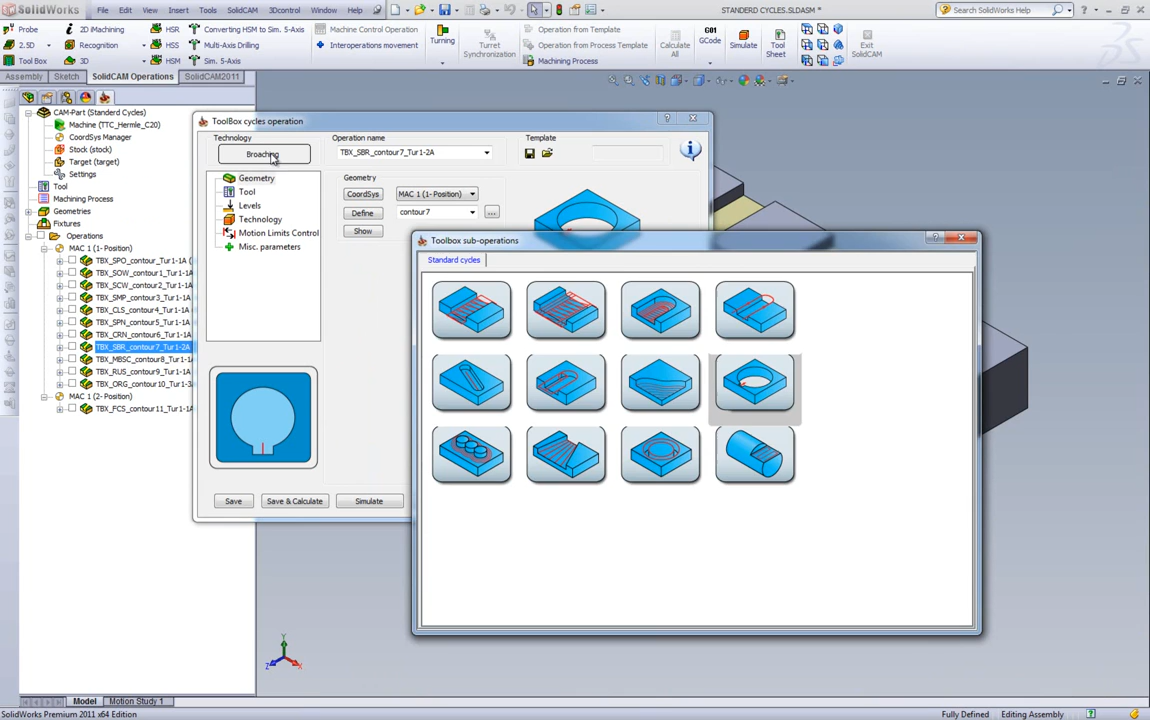 SolidWorks
File Edit View Insert Tools SolidCAM 3Dcontrol Window Help
STANDERD CYCLES.SLDASM *
Search SolidWorks Help
Probe 2D iMachining HSR Converting HSM to Sim. 5-Axis Machine Control Operation Turning Turret Synchronization Operation from Template Calculate All GCode Simulate Tool Sheet Exit SolidCAM
2.5D Recognition HSS Multi-Axis Drilling Interoperations movement Operation from Process Template
Tool Box 3D HSM Sim. 5-Axis Machining Process
G01
Assembly Sketch SolidCAM Operations SolidCAM2011
CAM-Part (Standerd Cycles)
Machine (TTC_Hermle_C20)
CoordSys Manager
Stock (stock)
Target (target)
Settings
Tool
Machining Process
Geometries
Fixtures
Operations
MAC 1 (1- Position)
TBX_SPO_contour_Tur1-1A (
TBX_SOW_contour1_Tur1-1A
TBX_SCW_contour2_Tur1-1A
TBX_SMP_contour3_Tur1-1A
TBX_CLS_contour4_Tur1-1A
TBX_SPN_contour5_Tur1-1A
TBX_CRN_contour6_Tur1-1A
TBX_SBR_contour7_Tur1-2A
TBX_MBSC_contour8_Tur1-1A
TBX_RUS_contour9_Tur1-1A
TBX_ORG_contour10_Tur1-3A
MAC 1 (2- Position)
TBX_FCS_contour11_Tur1-1A
ToolBox cycles operation
Technology
Broaching
Operation name
TBX_SBR_contour7_Tur1-2A
Template
Geometry
Tool
Levels
Technology
Motion Limits Control
Misc. parameters
Geometry
CoordSys MAC 1 (1- Position)
Define contour7 ...
Show
Save Save & Calculate Simulate
Toolbox sub-operations
Standard cycles
Y
Z X
Model Motion Study 1
SolidWorks Premium 2011 x64 Edition
Fully Defined Editing Assembly